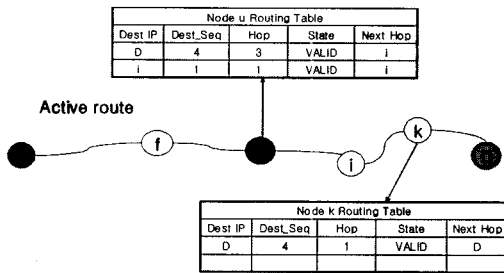 Node u Routing Table
Dest IP Dest_Seq Hop State Next Hop
D 4 3 VALID i
i 1 1 VALID i
Active route
f
i
k
Node k Routing Table
Dest IP Dest_Seq Hop State Next Hop
D 4 1 VALID D